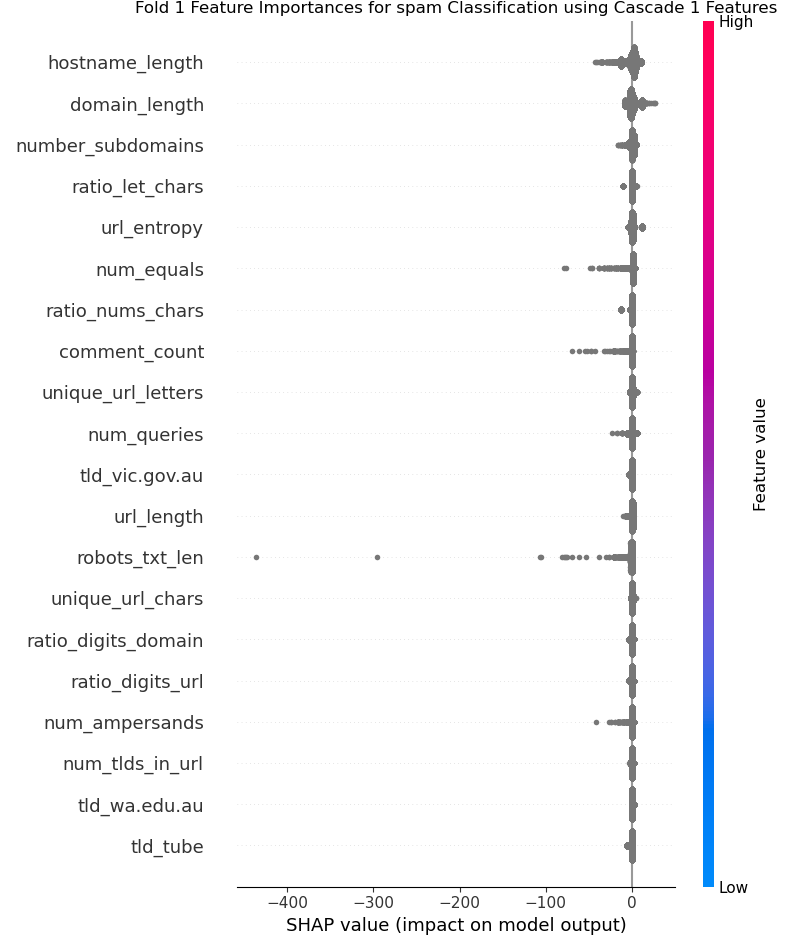 Fold 1 Feature Importances for spam Classification using Cascade 1 Features
High
hostname_length
domain_length
number_subdomains
ratio_let_chars
url_entropy
num_equals
ratio_nums_chars
comment_count
unique_url_letters
num_queries
tld_vic.gov.au
url_length
robots_txt_len
unique_url_chars
ratio_digits_domain
ratio_digits_url
num_ampersands
num_tlds_in_url
tld_wa.edu.au
tld_tube
Feature value
Low
−400 −300 −200 −100 0
SHAP value (impact on model output)